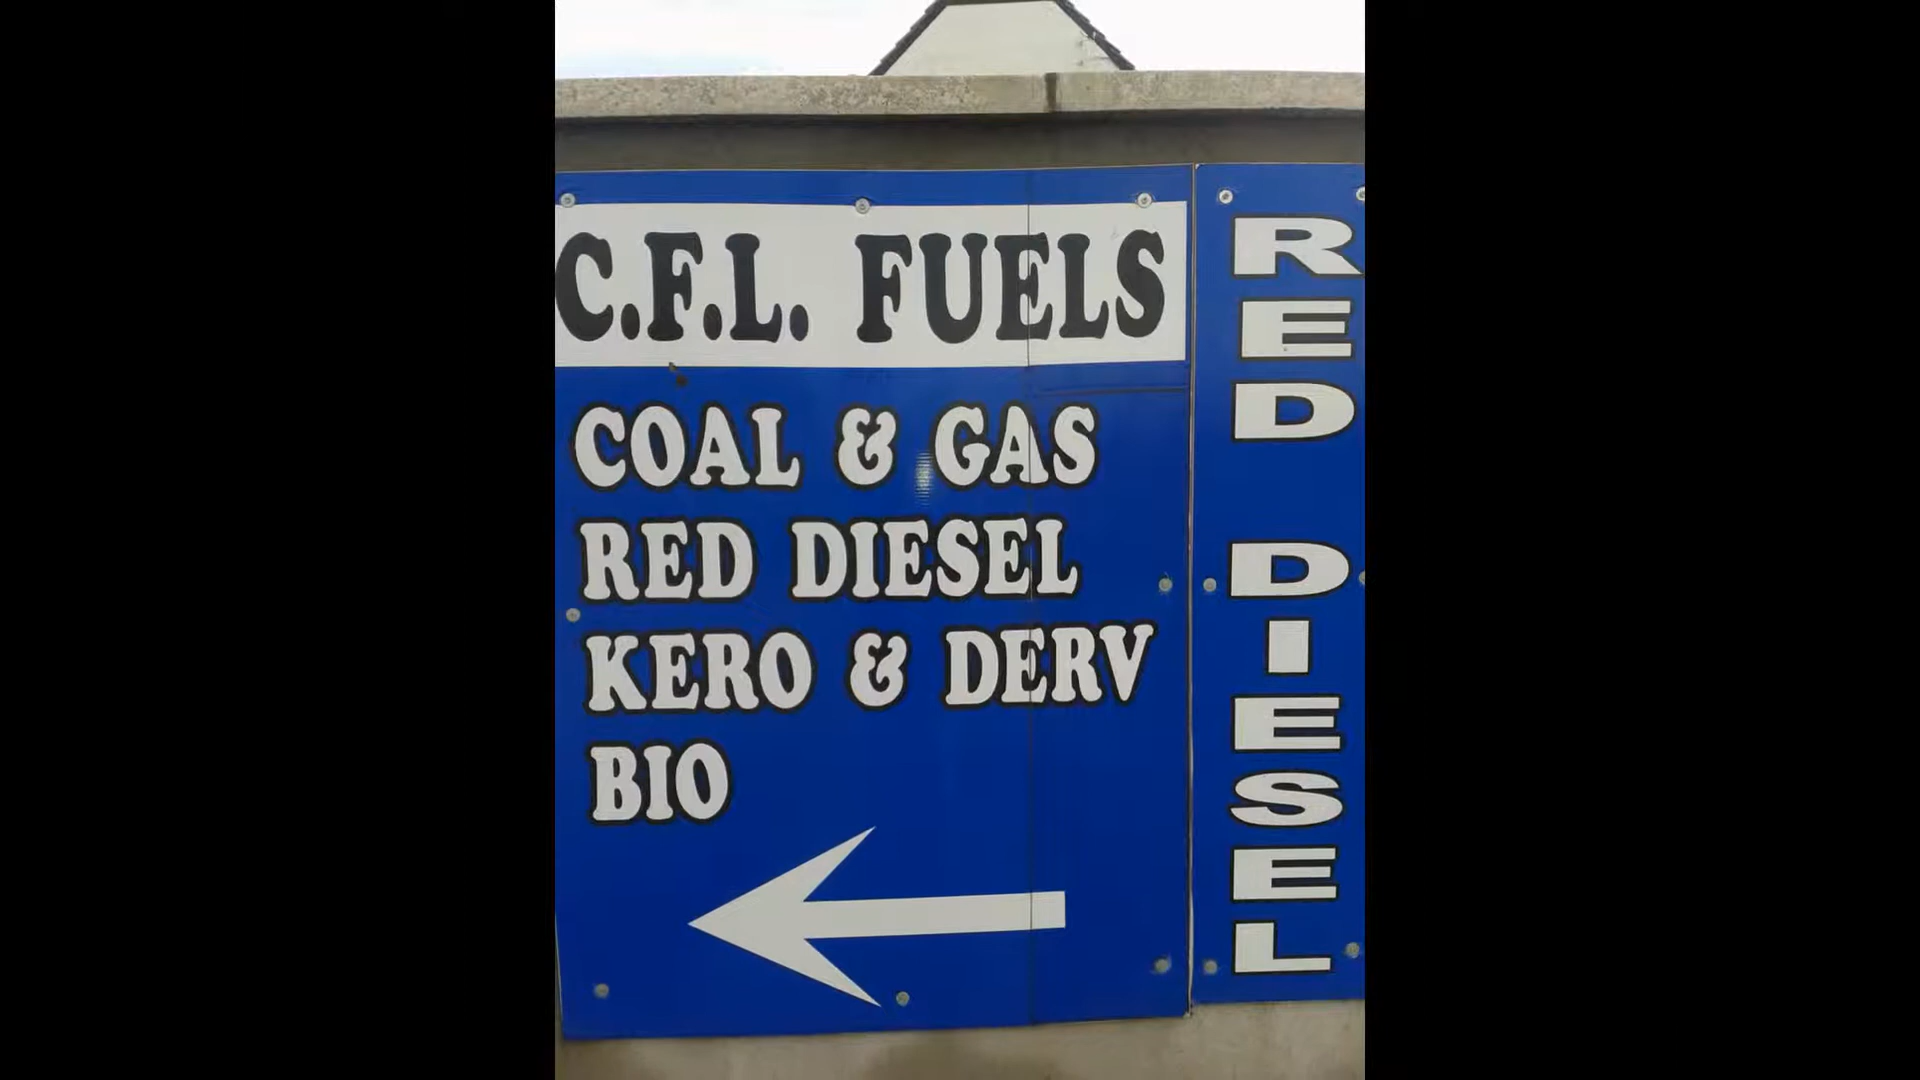 C.F.L. FUELS
COAL & GAS
RED DIESEL
KERO & DERV
BIO
RED DIESEL